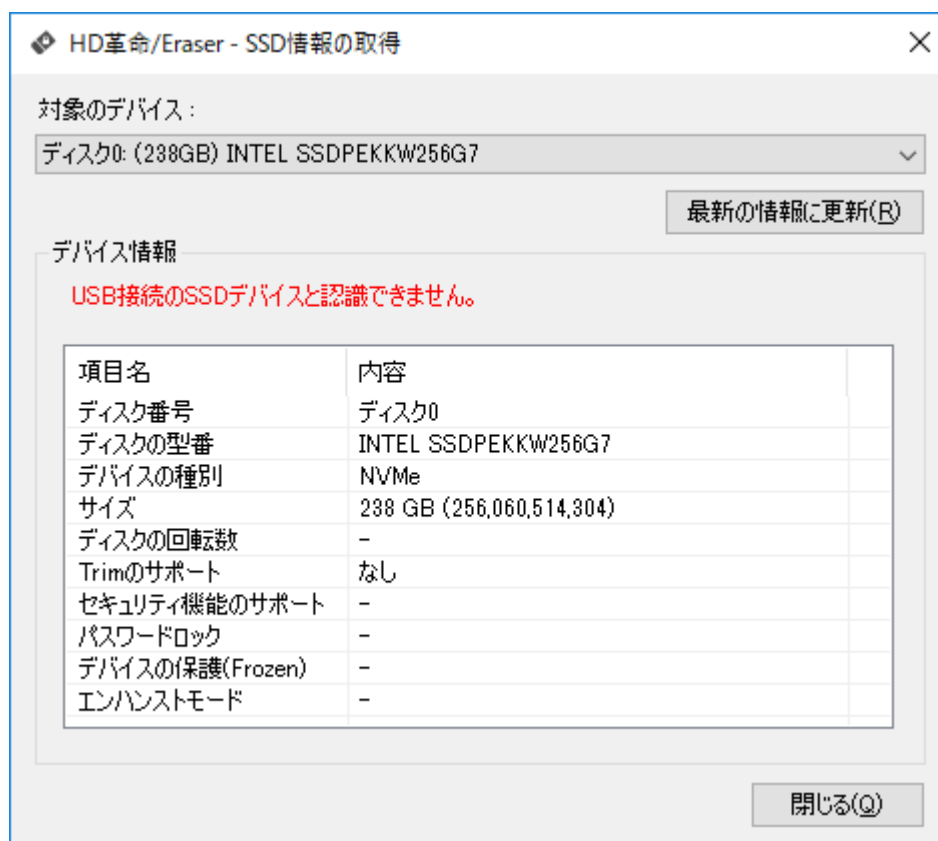 HD革命/Eraser - SSD情報の取得
対象のデバイス :
ディスク0: (238GB) INTEL SSDPEKKW256G7
最新の情報に更新(R)
デバイス情報
USB接続のSSDデバイスと認識できません。
項目名 内容
ディスク番号 ディスク0
ディスクの型番 INTEL SSDPEKKW256G7
デバイスの種別 NVMe
サイズ 238 GB (256,060,514,304)
ディスクの回転数 -
Trimのサポート なし
セキュリティ機能のサポート -
パスワードロック -
デバイスの保護(Frozen) -
エンハンストモード -
閉じる(Q)